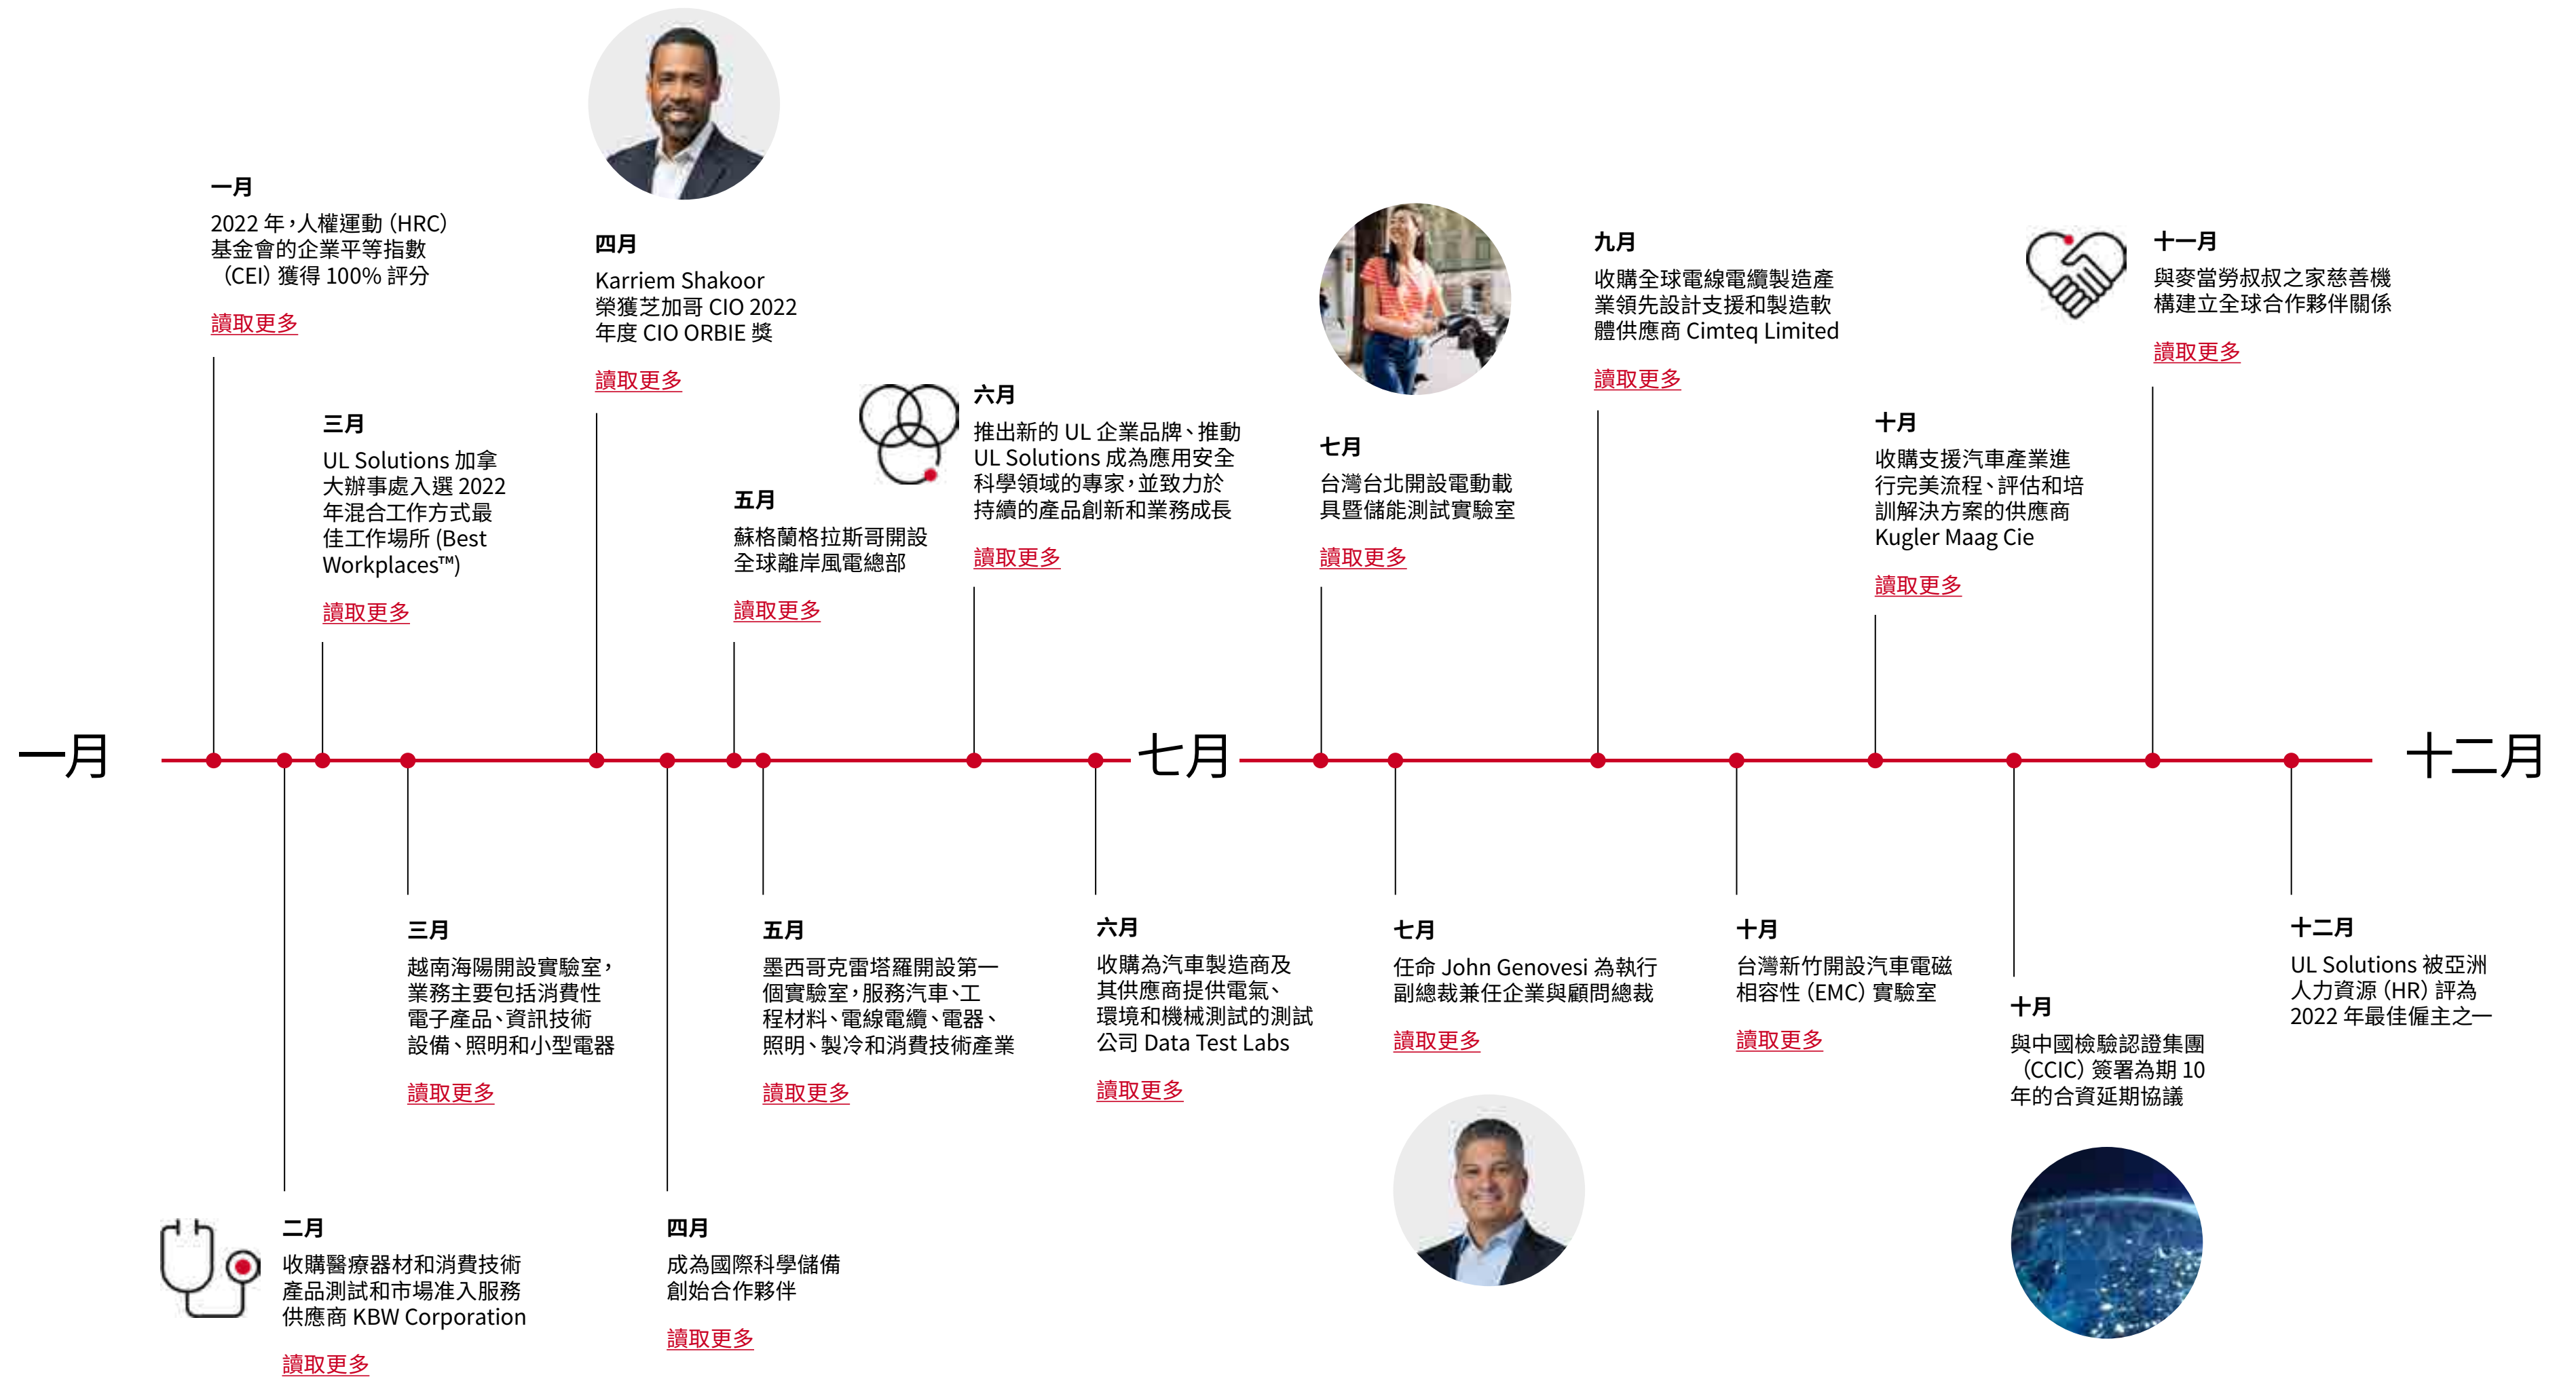 一月
2022 年，人權運動（HRC）
基金會的企業平等指數
（CEI）獲得 100% 評分
讀取更多
三月
UL Solutions 加拿
大辦事處入選 2022
年混合工作方式最
佳工作場所 (Best
Workplaces™)
讀取更多
四月
Karriem Shakoor
榮獲芝加哥 CIO 2022
年度 CIO ORBIE 獎
讀取更多
五月
蘇格蘭格拉斯哥開設
全球離岸風電總部
讀取更多
六月
推出新的 UL 企業品牌、推動
UL Solutions 成為應用安全
科學領域的專家，並致力於
持續的產品創新和業務成長
讀取更多
七月
台灣台北開設電動載
具暨儲能測試實驗室
讀取更多
九月
收購全球電線電纜製造產
業領先設計支援和製造軟
體供應商 Cimteq Limited
讀取更多
十月
收購支援汽車產業進
行完美流程、評估和培
訓解決方案的供應商
Kugler Maag Cie
讀取更多
十一月
與麥當勞叔叔之家慈善機
構建立全球合作夥伴關係
讀取更多
一月
七月
十二月
二月
收購醫療器材和消費技術
產品測試和市場准入服務
供應商 KBW Corporation
讀取更多
三月
越南海陽開設實驗室，
業務主要包括消費性
電子產品、資訊技術
設備、照明和小型電器
讀取更多
四月
成為國際科學儲備
創始合作夥伴
讀取更多
五月
墨西哥克雷塔羅開設第一
個實驗室，服務汽車、工
程材料、電線電纜、電器、
照明、製冷和消費技術產業
讀取更多
六月
收購為汽車製造商及
其供應商提供電氣、
環境和機械測試的測試
公司 Data Test Labs
讀取更多
七月
任命 John Genovesi 為執行
副總裁兼任企業與顧問總裁
讀取更多
十月
台灣新竹開設汽車電磁
相容性（EMC）實驗室
讀取更多
十月
與中國檢驗認證集團
（CCIC）簽署為期 10
年的合資延期協議
十二月
UL Solutions 被亞洲
人力資源（HR）評為
2022 年最佳僱主之一